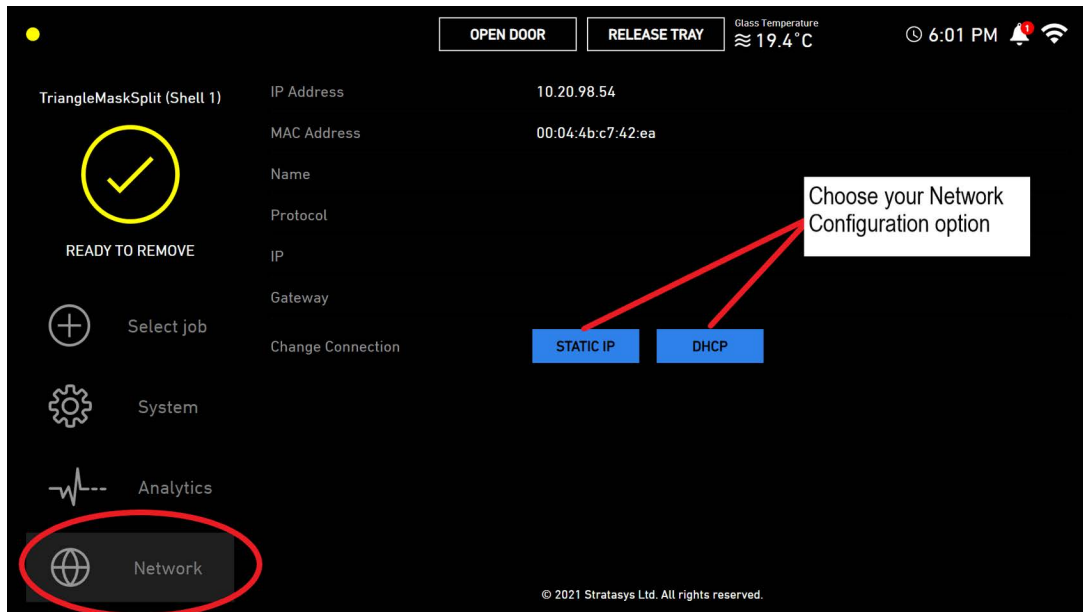 OPEN DOOR
RELEASE TRAY
Glass Temperature
19.4°C
6:01 PM
1
TriangleMaskSplit (Shell 1)
READY TO REMOVE
Select job
System
Analytics
Network
IP Address 10.20.98.54
MAC Address 00:04:4b:c7:42:ea
Name
Protocol
IP
Gateway
Change Connection STATIC IP DHCP
Choose your Network
Configuration option
© 2021 Stratasys Ltd. All rights reserved.